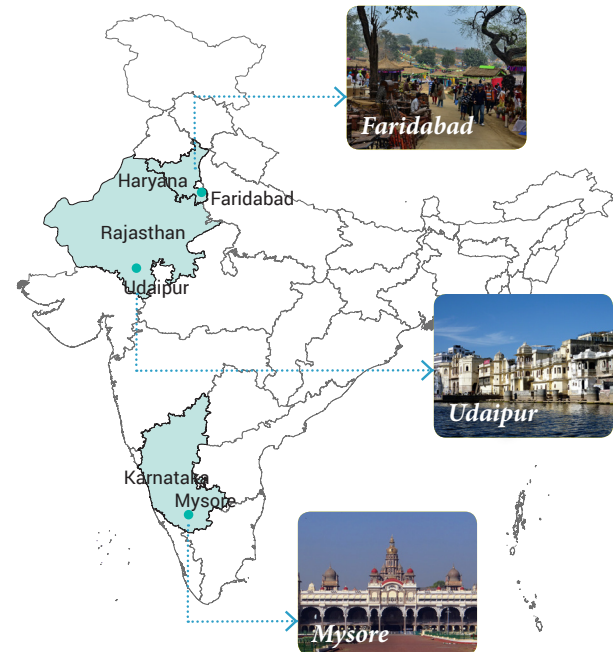 Faridabad
Haryana
Faridabad
Rajasthan
Udaipur
Udaipur
Karnataka
Mysore
Mysore